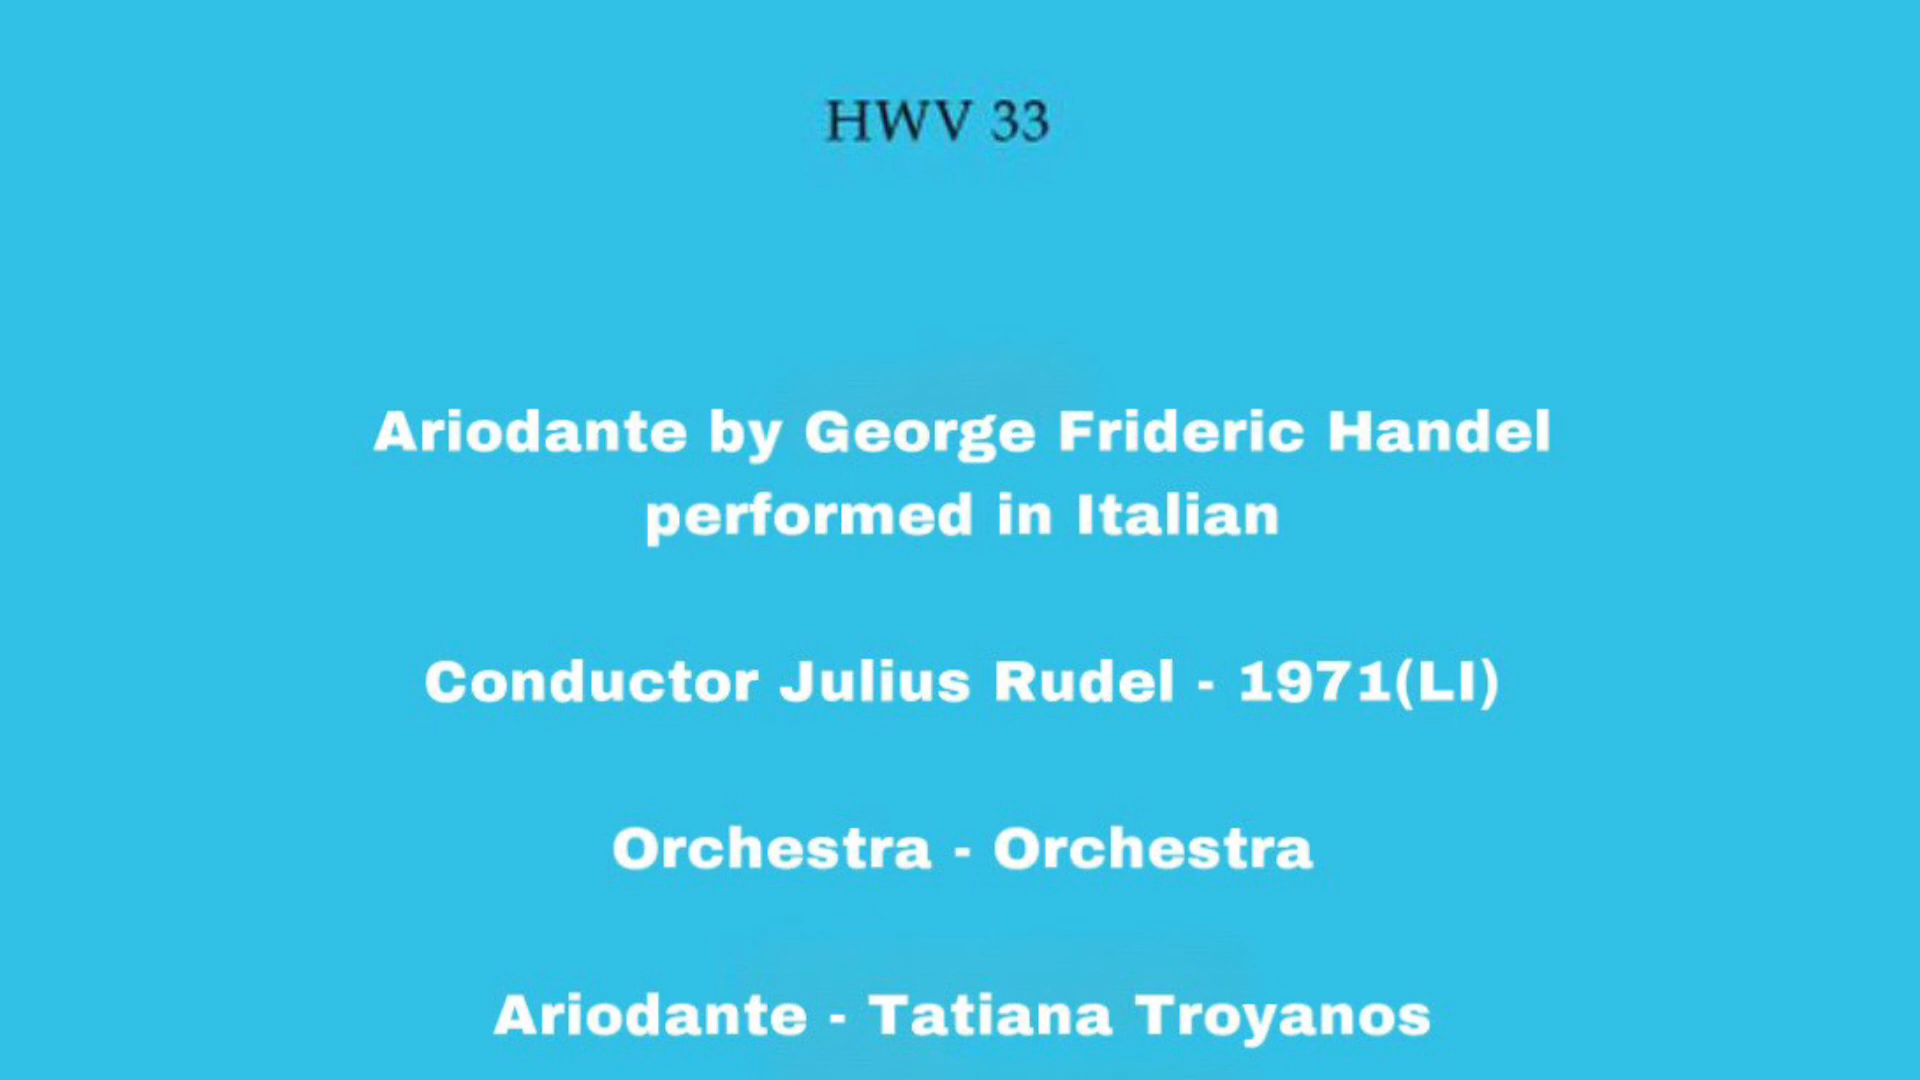 HWV 33
Ariodante by George Frideric Handel
performed in Italian
Conductor Julius Rudel - 1971(LI)
Orchestra - Orchestra
Ariodante - Tatiana Troyanos